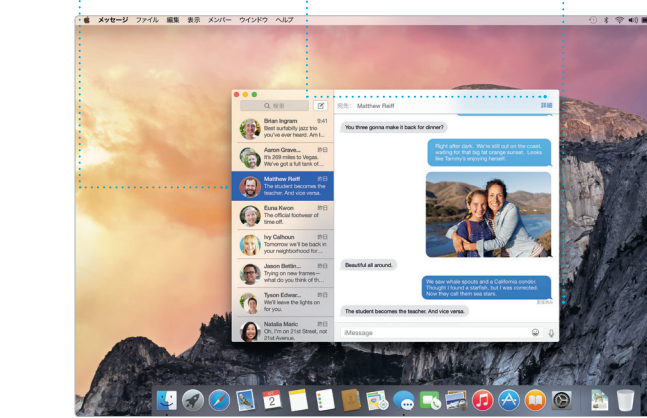 メッセージ ファイル 編集 表示 メンバー ウインドウ ヘルプ
検索
宛先: Matthew Reiff
詳細
Brian Ingram 9:41
Best surfabilly jazz trio
you've ever heard. Am I...
Aaron Grave... 昨日
It's 269 miles to Vegas.
We've got a full tank of...
Matthew Reiff 昨日
The student becomes the
teacher. And vice versa.
Euna Kwon 昨日
The official footwear of
time off.
Ivy Calhoun 昨日
Tomorrow we'll be back in
your neighborhood for...
Jason Bettin... 昨日
Trying on new frames—
what do you think of th...
Tyson Edwar... 昨日
We'll leave the lights on
for you.
Natalia Maric 昨日
Oh, I'm on 21st Street, not
21st Avenue.
You three gonna make it back for dinner?
Right after dark. We're still out on the coast,
waiting for that big fat orange sunset. Looks
like Tammy's enjoying herself.
Beautiful all around.
We saw whale spouts and a California condor.
Thought I found a starfish, but I was corrected.
Now they call them sea stars.
The student becomes the teacher. And vice versa.
iMessage
2